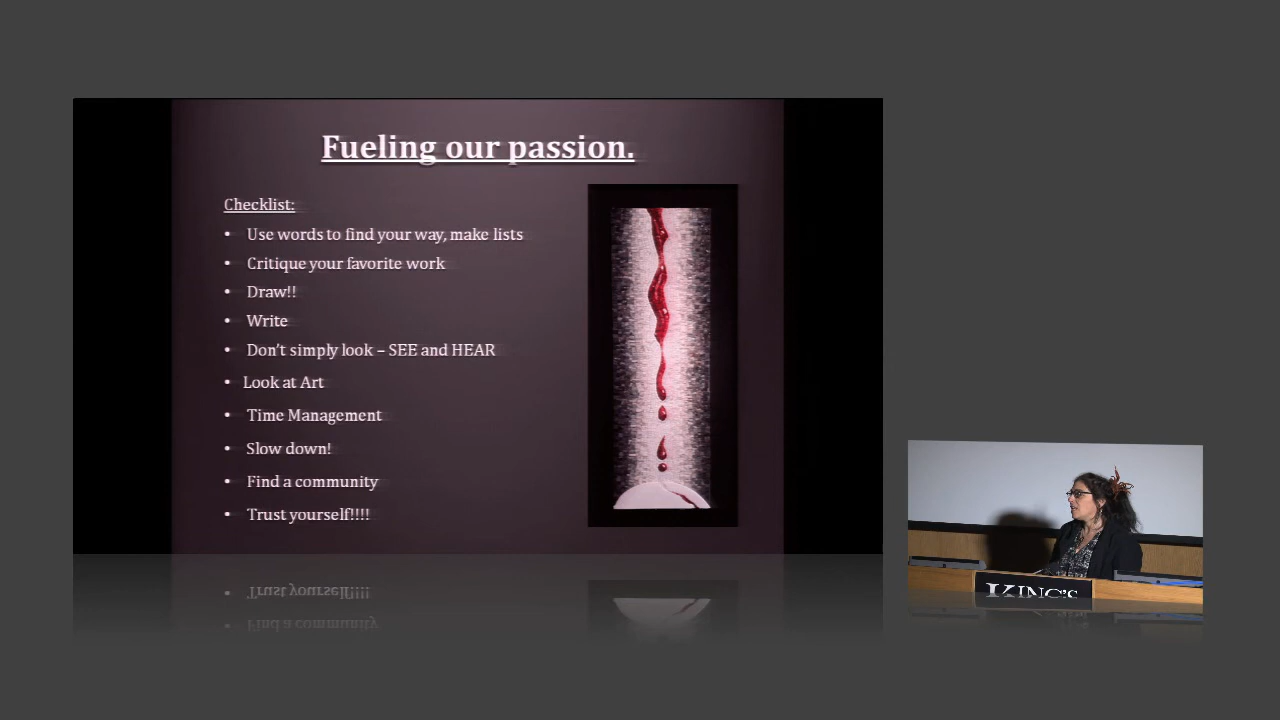 Fueling our passion.
Checklist:
• Use words to find your way, make lists
• Critique your favorite work
• Draw!!
• Write
• Don't simply look – SEE and HEAR
• Look at Art
• Time Management
• Slow down!
• Find a community
• Trust yourself!!!!
KING'S